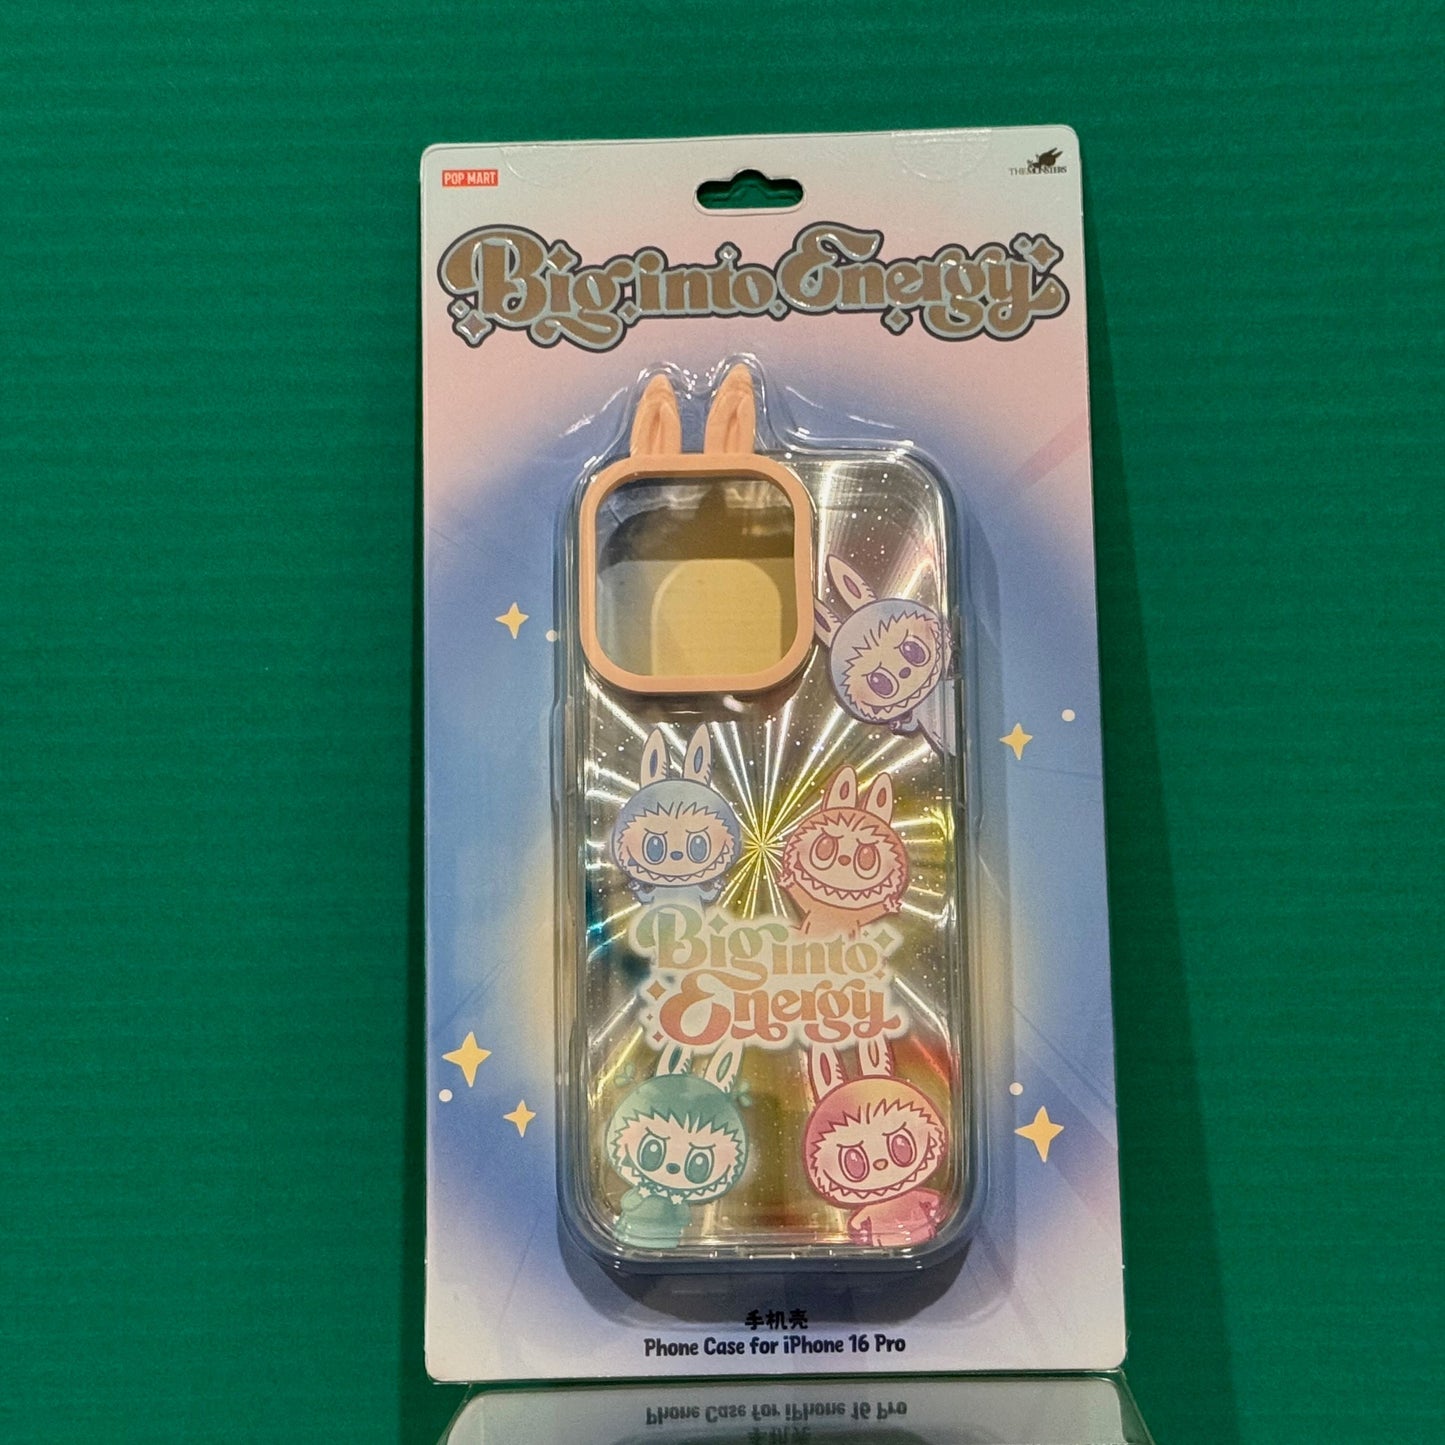 POP MART
THE MONSTERS
Big into Energy
Big into
Energy
手机壳
Phone Case for iPhone 16 Pro